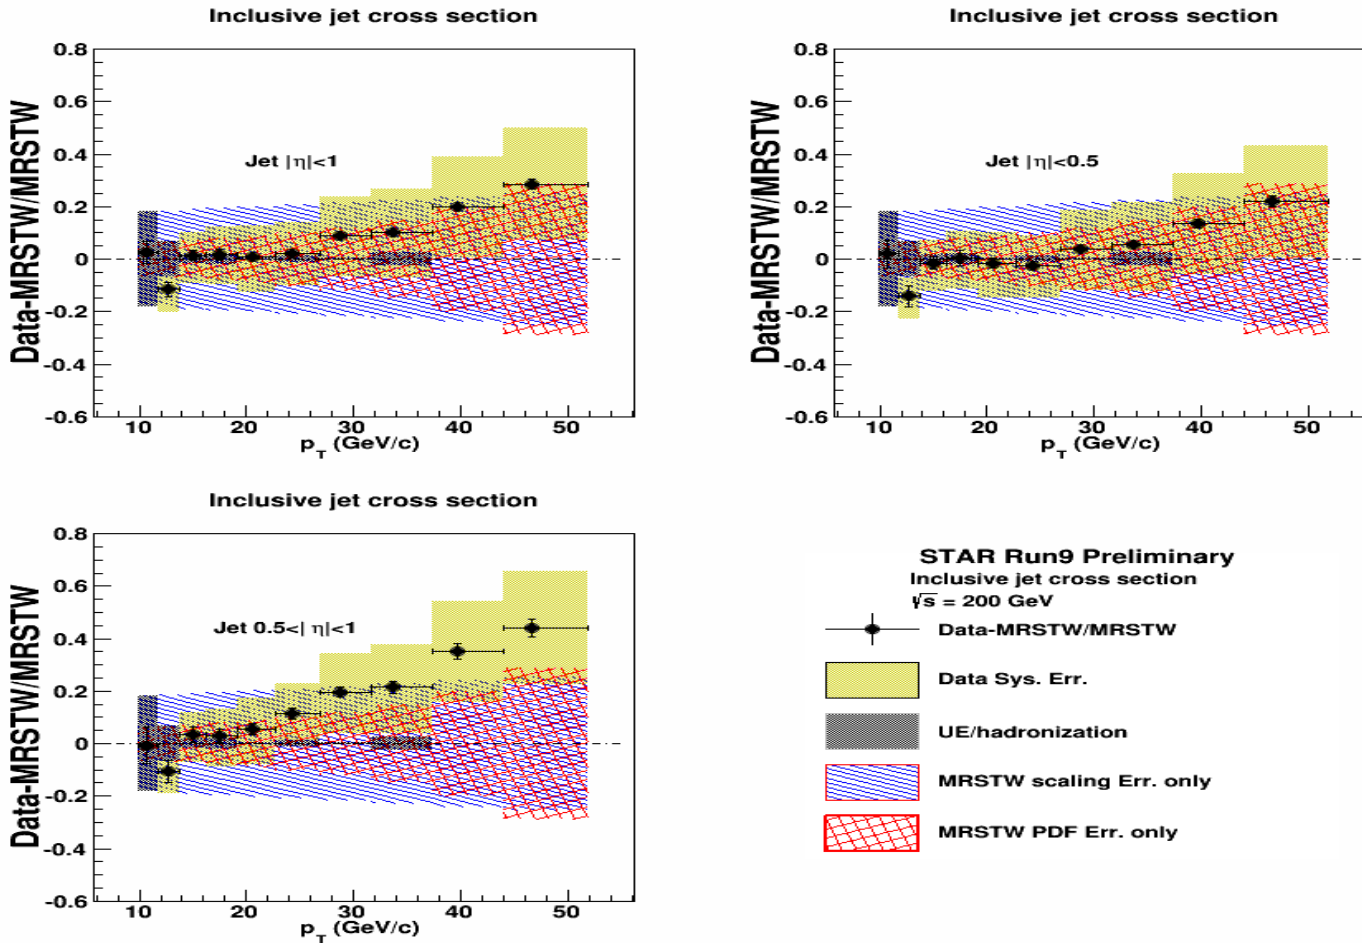 Inclusive jet cross section
Data-MRSTW/MRSTW
0.8
0.6
0.4
0.2
0
-0.2
-0.4
-0.6
Jet |η|<1
10 20 30 40 50
p_T (GeV/c)
Inclusive jet cross section
Data-MRSTW/MRSTW
0.8
0.6
0.4
0.2
0
-0.2
-0.4
-0.6
Jet |η|<0.5
10 20 30 40 50
p_T (GeV/c)
Inclusive jet cross section
Data-MRSTW/MRSTW
0.8
0.6
0.4
0.2
0
-0.2
-0.4
-0.6
Jet 0.5<| η|<1
10 20 30 40 50
p_T (GeV/c)
STAR Run9 Preliminary
Inclusive jet cross section
√s = 200 GeV
Data-MRSTW/MRSTW
Data Sys. Err.
UE/hadronization
MRSTW scaling Err. only
MRSTW PDF Err. only